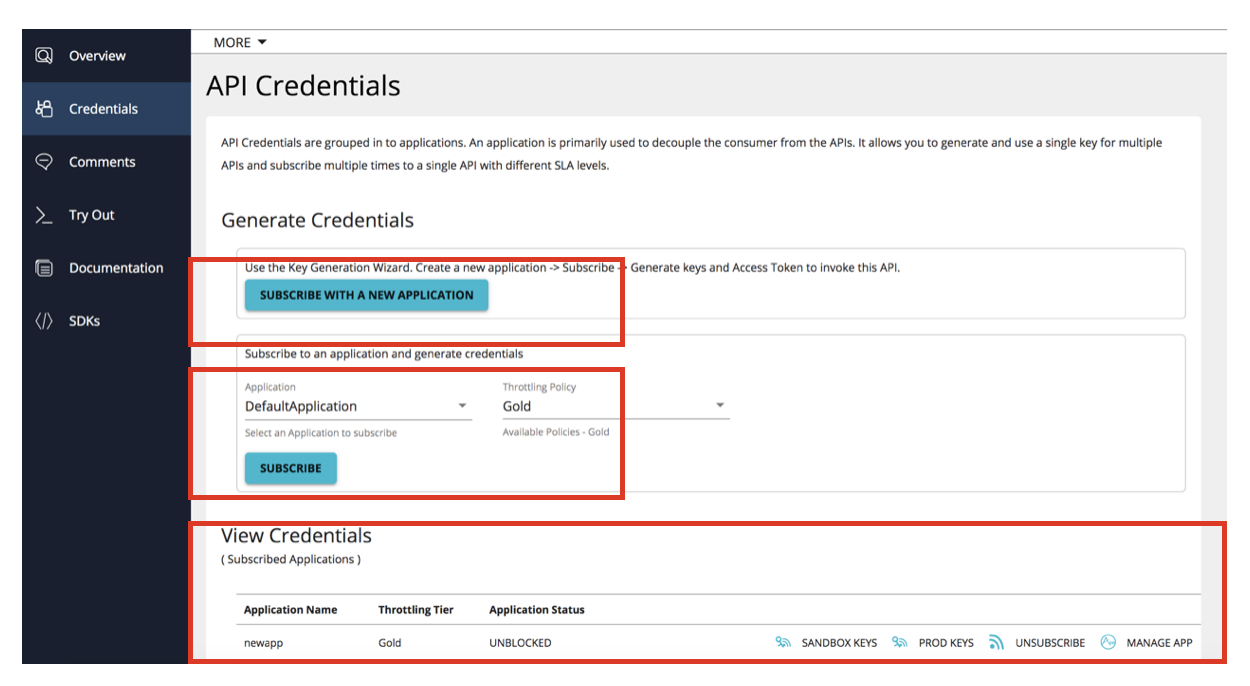 Overview
Credentials
Comments
Try Out
Documentation
SDKs
MORE
API Credentials
API Credentials are grouped in to applications. An application is primarily used to decouple the consumer from the APIs. It allows you to generate and use a single key for multiple
APIs and subscribe multiple times to a single API with different SLA levels.
Generate Credentials
Use the Key Generation Wizard. Create a new application -> Subscribe -> Generate keys and Access Token to invoke this API.
SUBSCRIBE WITH A NEW APPLICATION
Subscribe to an application and generate credentials
Application Throttling Policy
DefaultApplication Gold
Select an Application to subscribe Available Policies - Gold
SUBSCRIBE
View Credentials
( Subscribed Applications )
Application Name Throttling Tier Application Status
newapp Gold UNBLOCKED SANDBOX KEYS PROD KEYS UNSUBSCRIBE MANAGE APP